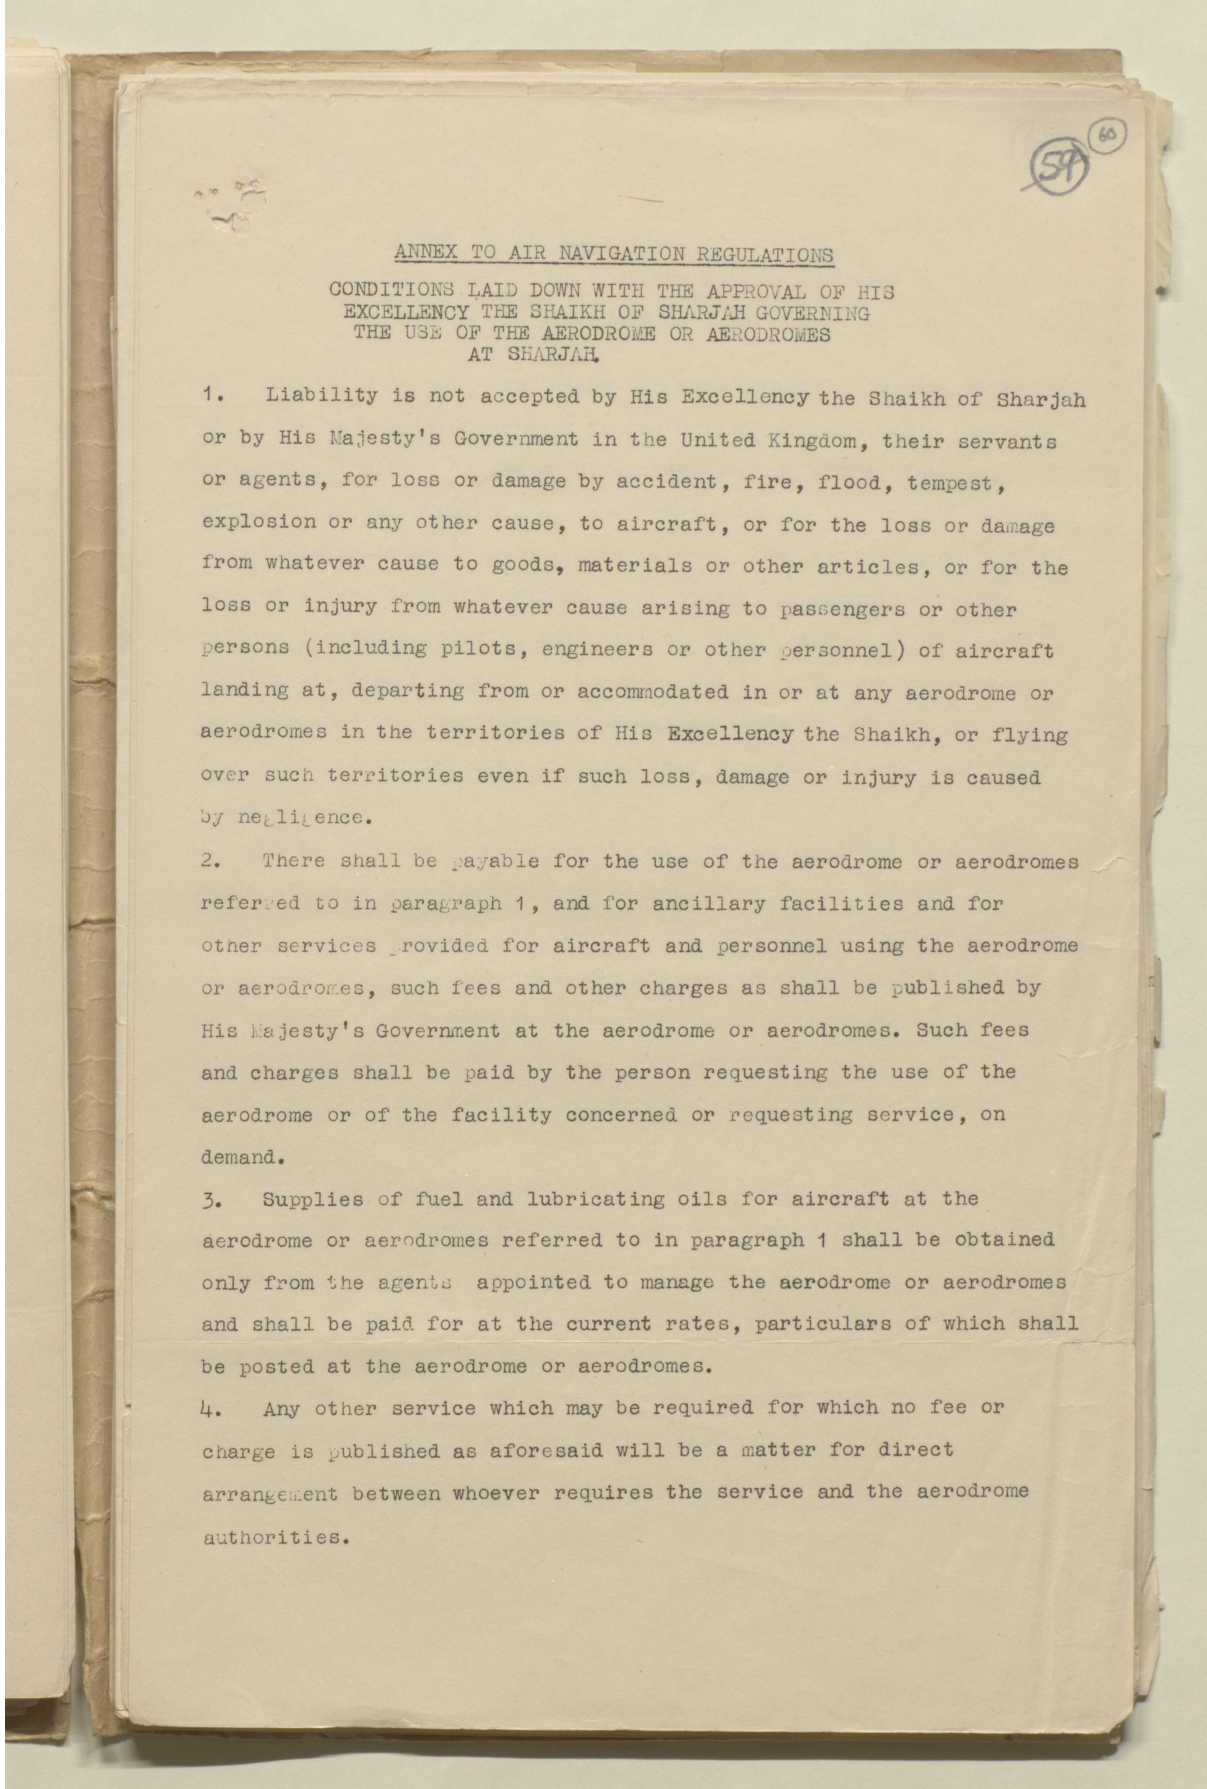 60
59
ANNEX TO AIR NAVIGATION REGULATIONS
CONDITIONS LAID DOWN WITH THE APPROVAL OF HIS
EXCELLENCY THE SHAIKH OF SHARJAH GOVERNING
THE USE OF THE AERODROME OR AERODROMES
AT SHARJAH.
1. Liability is not accepted by His Excellency the Shaikh of Sharjah
or by His Majesty's Government in the United Kingdom, their servants
or agents, for loss or damage by accident, fire, flood, tempest,
explosion or any other cause, to aircraft, or for the loss or damage
from whatever cause to goods, materials or other articles, or for the
loss or injury from whatever cause arising to passengers or other
persons (including pilots, engineers or other personnel) of aircraft
landing at, departing from or accommodated in or at any aerodrome or
aerodromes in the territories of His Excellency the Shaikh, or flying
over such territories even if such loss, damage or injury is caused
by negligence.
2. There shall be payable for the use of the aerodrome or aerodromes
referred to in paragraph 1, and for ancillary facilities and for
other services provided for aircraft and personnel using the aerodrome
or aerodromes, such fees and other charges as shall be published by
His Majesty's Government at the aerodrome or aerodromes. Such fees
and charges shall be paid by the person requesting the use of the
aerodrome or of the facility concerned or requesting service, on
demand.
3. Supplies of fuel and lubricating oils for aircraft at the
aerodrome or aerodromes referred to in paragraph 1 shall be obtained
only from the agents appointed to manage the aerodrome or aerodromes
and shall be paid for at the current rates, particulars of which shall
be posted at the aerodrome or aerodromes.
4. Any other service which may be required for which no fee or
charge is published as aforesaid will be a matter for direct
arrangement between whoever requires the service and the aerodrome
authorities.